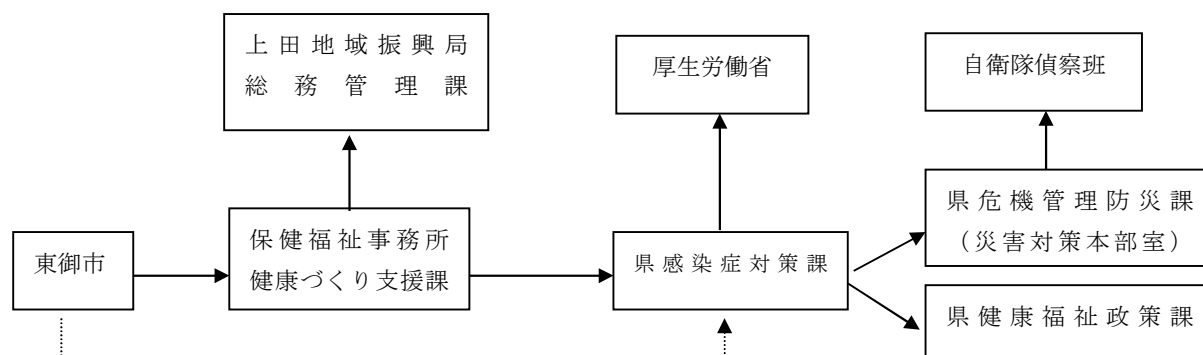 上田地域振興局
総務管理課
厚生労働省
自衛隊偵察班
東御市
保健福祉事務所
健康づくり支援課
県感染症対策課
県危機管理防災課
(災害対策本部室)
県健康福祉政策課